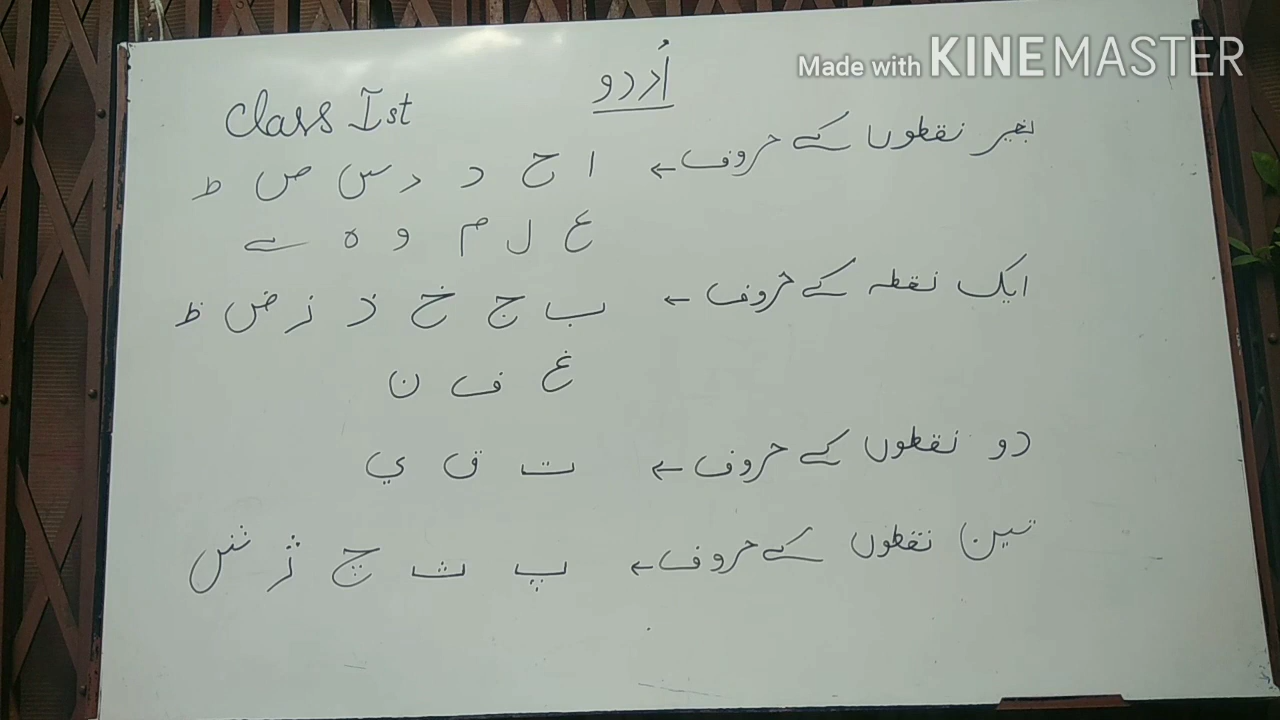 Made with KINEMASTER
اُردو
Class Ist
بغیر نقطوں کے حروف ← ا ح د ر س ص ط
ع ل م و ہ ے
ایک نقطہ کے حروف ← ب ج خ ذ ز ض ظ
غ ف ن
دو نقطوں کے حروف ← ت ق ي
تین نقطوں کے حروف ← پ ث چ ژ ش